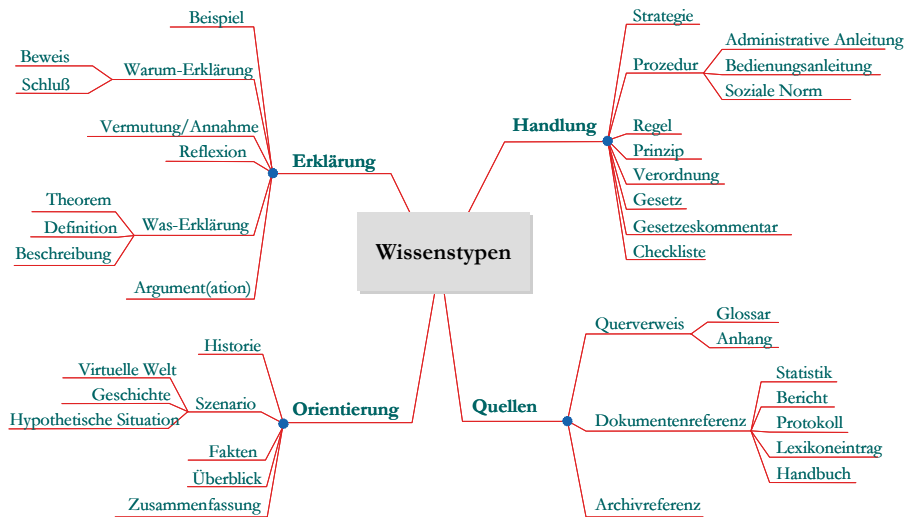 Wissenstypen
Erklärung
Beispiel
Warum-Erklärung
Beweis
Schluß
Vermutung/Annahme
Reflexion
Was-Erklärung
Theorem
Definition
Beschreibung
Argument(ation)
Handlung
Strategie
Prozedur
Administrative Anleitung
Bedienungsanleitung
Soziale Norm
Regel
Prinzip
Verordnung
Gesetz
Gesetzeskommentar
Checkliste
Orientierung
Historie
Szenario
Virtuelle Welt
Geschichte
Hypothetische Situation
Fakten
Überblick
Zusammenfassung
Quellen
Querverweis
Glossar
Anhang
Dokumentenreferenz
Statistik
Bericht
Protokoll
Lexikoneintrag
Handbuch
Archivreferenz